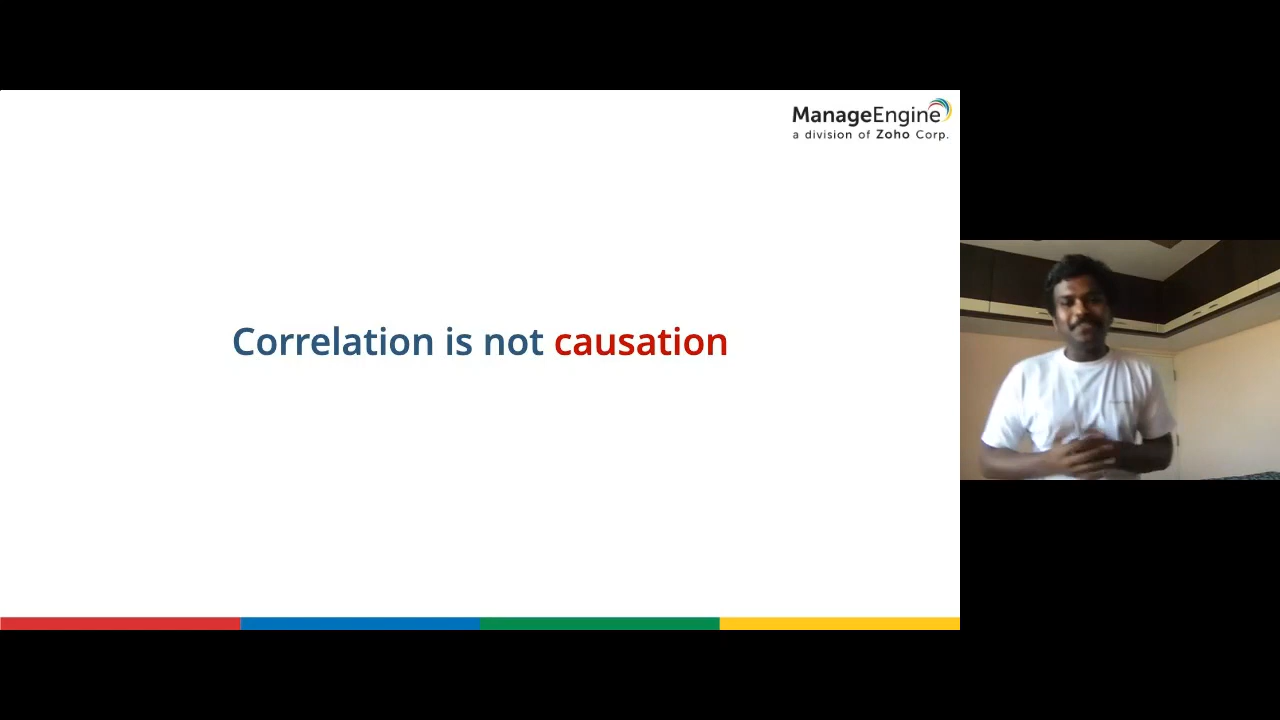 ManageEngine
a division of Zoho Corp.
Correlation is not causation